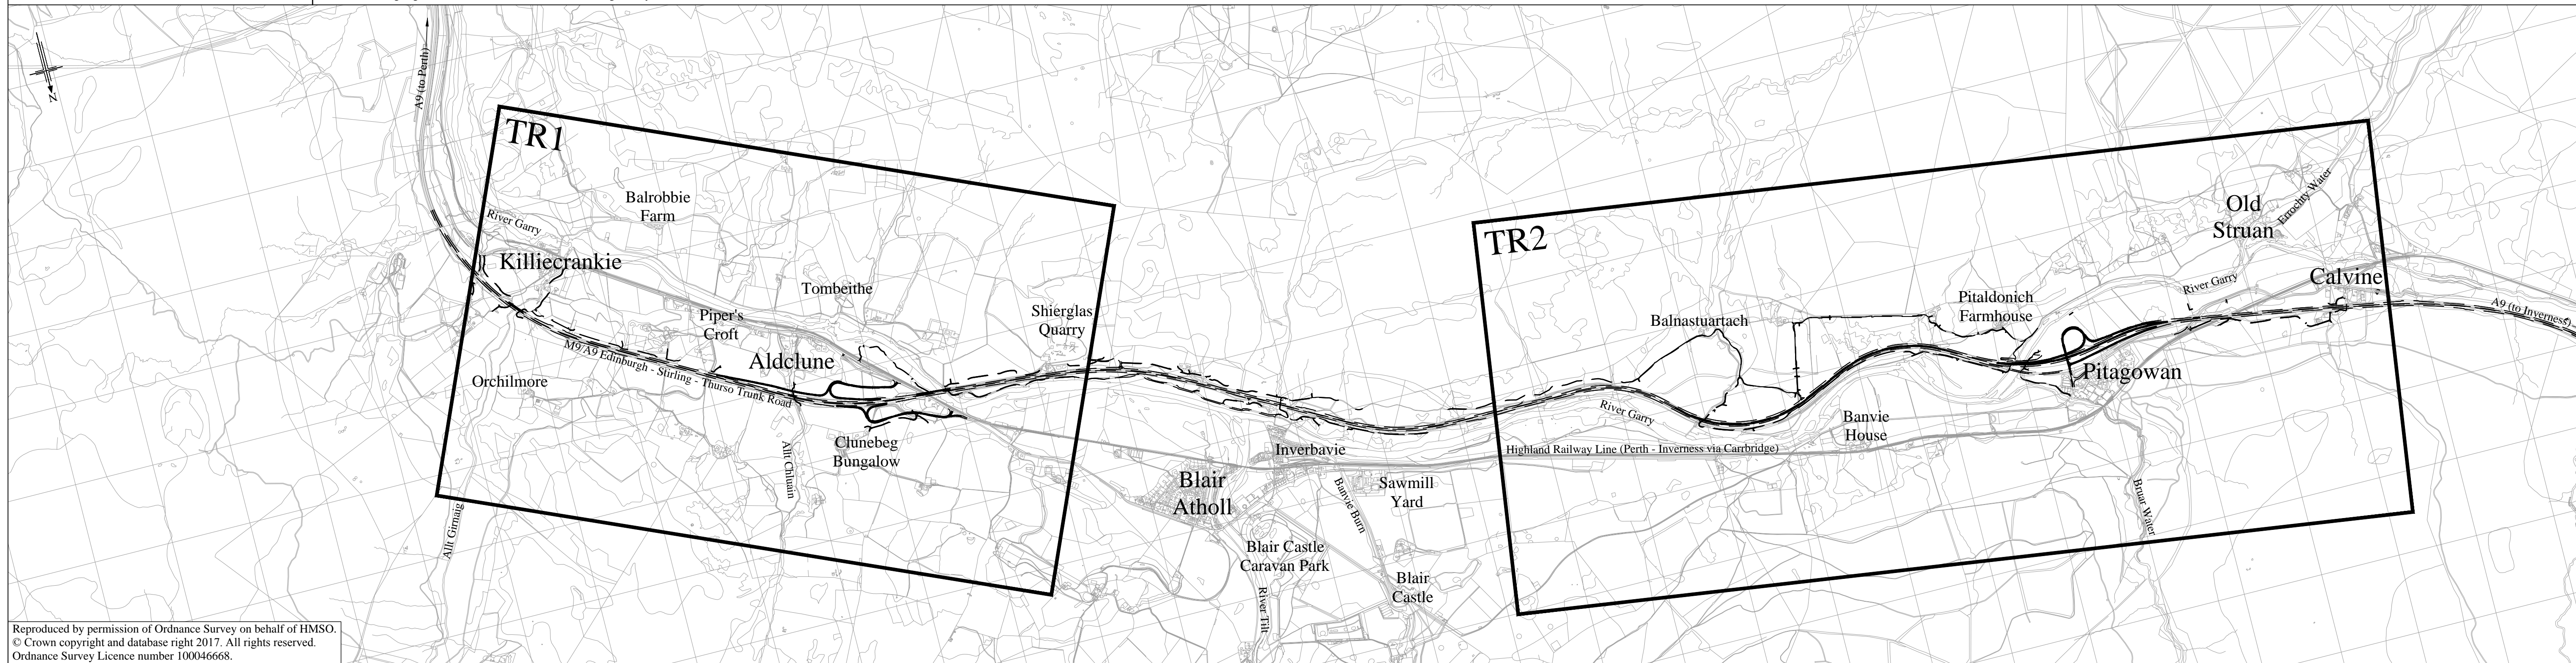 N
A9 (to Perth)
TR1
River Garry
Killiecrankie
Balrobbie
Farm
Tombeithe
Piper's
Croft
Aldclune
Shierglas
Quarry
M9/A9 Edinburgh - Stirling - Thurso Trunk Road
Orchilmore
Clunebeg
Bungalow
Allt Chluain
Allt Girnaig
Blair
Atholl
Inverbavie
Sawmill
Yard
Banvie Burn
Blair Castle
Caravan Park
River Tilt
Blair
Castle
TR2
Balnastuartach
River Garry
Highland Railway Line (Perth - Inverness via Carrbridge)
Banvie
House
Pitaldonich
Farmhouse
Old
Struan
Errochty Water
River Garry
Calvine
A9 (to Inverness)
Pitagowan
Bruar Water
Reproduced by permission of Ordnance Survey on behalf of HMSO.
© Crown copyright and database right 2017. All rights reserved.
Ordnance Survey Licence number 100046668.